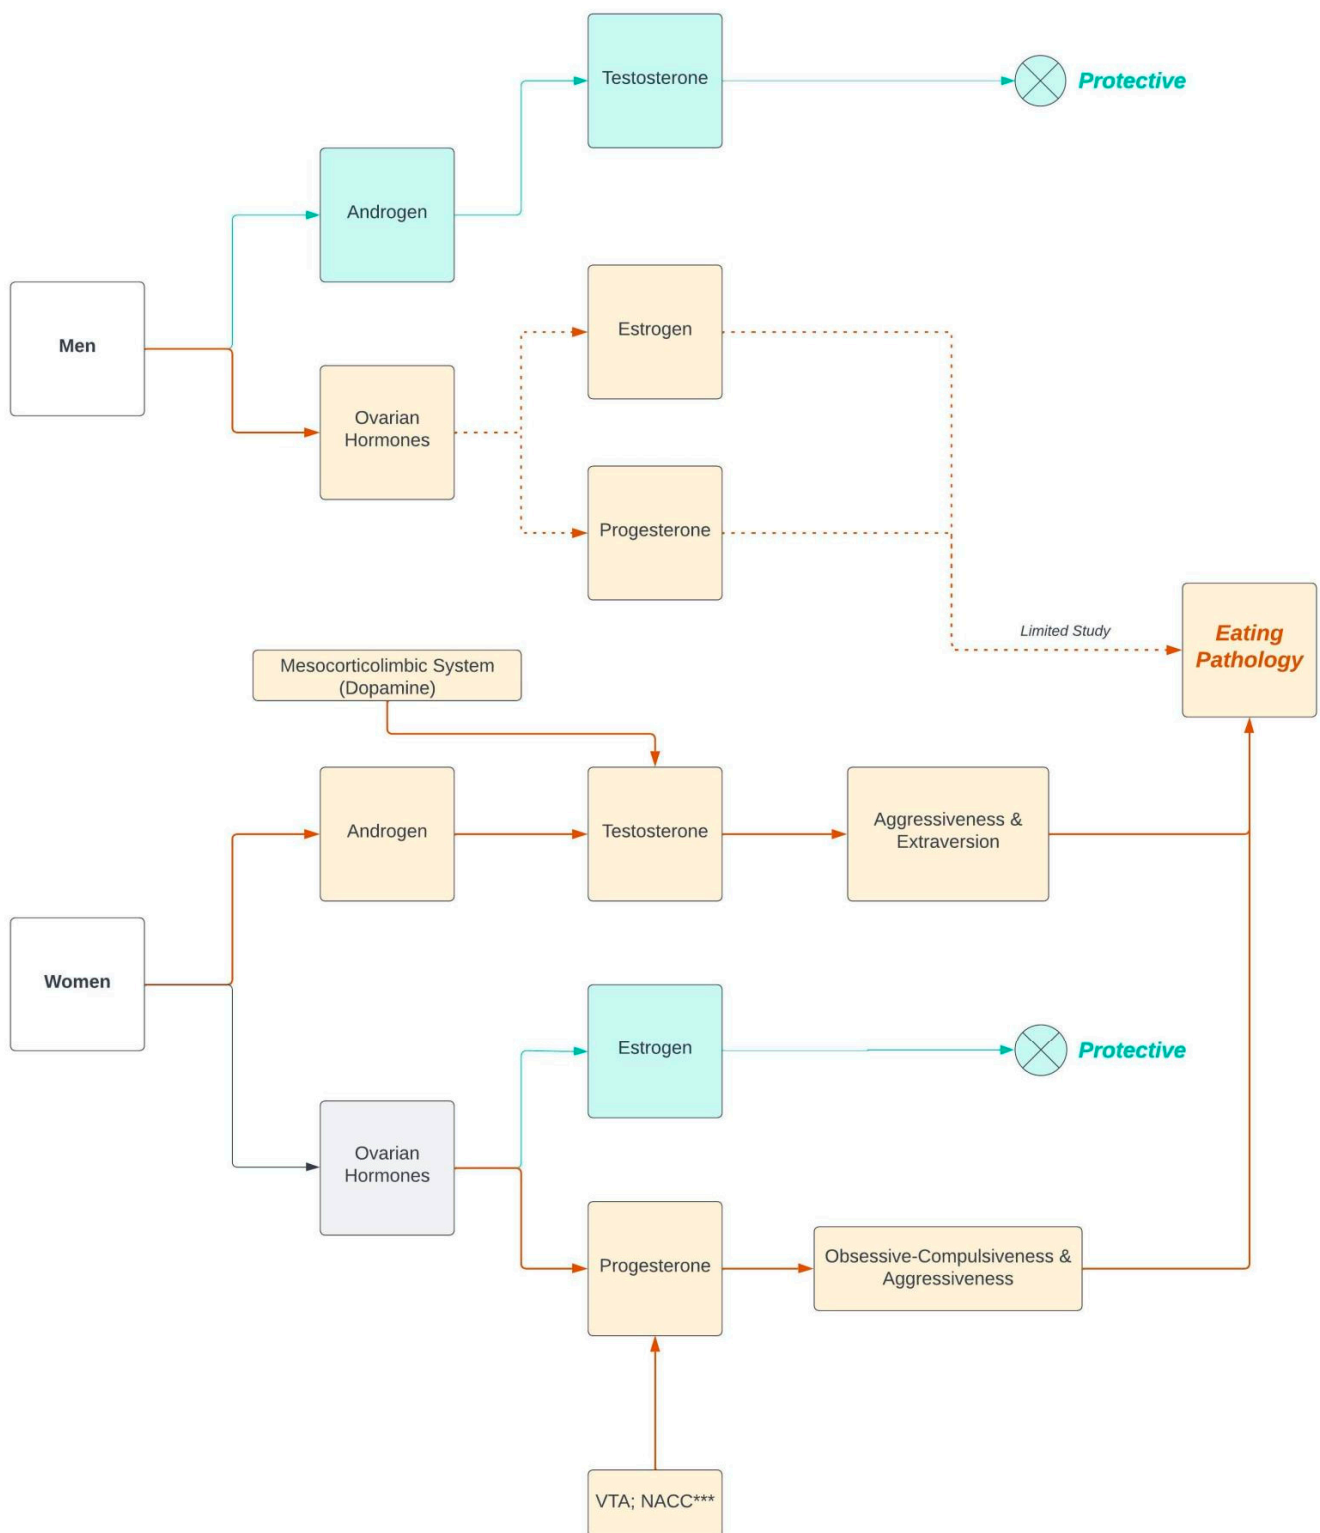 Testosterone
Protective
Androgen
Men
Estrogen
Ovarian
Hormones
Progesterone
Limited Study
Eating
Pathology
Mesocorticolimbic System
(Dopamine)
Androgen
Testosterone
Aggressiveness &
Extraversion
Women
Estrogen
Protective
Ovarian
Hormones
Progesterone
Obsessive-Compulsiveness &
Aggressiveness
VTA; NACC***